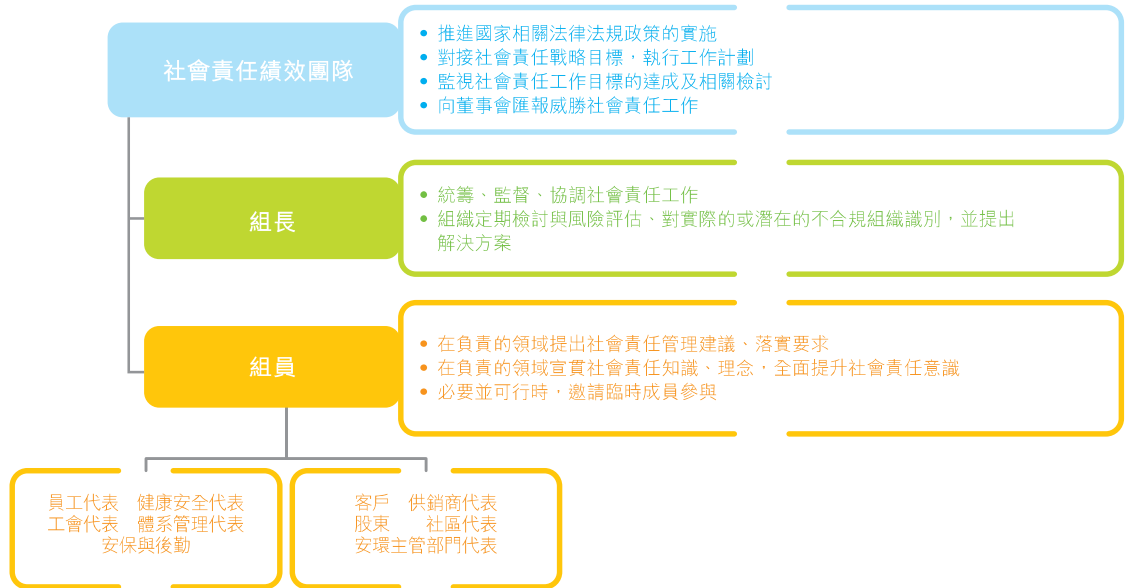 社會責任績效團隊
• 推進國家相關法律法規政策的實施
• 對接社會責任戰略目標，執行工作計劃
• 監視社會責任工作目標的達成及相關檢討
• 向董事會匯報威勝社會責任工作
組長
• 統籌、監督、協調社會責任工作
• 組織定期檢討與風險評估、對實際的或潛在的不合規組織識別，並提出
解決方案
組員
• 在負責的領域提出社會責任管理建議、落實要求
• 在負責的領域宣貫社會責任知識、理念，全面提升社會責任意識
• 必要並可行時，邀請臨時成員參與
員工代表 健康安全代表
工會代表 體系管理代表
安保與後勤
客戶 供銷商代表
股東 社區代表
安環主管部門代表